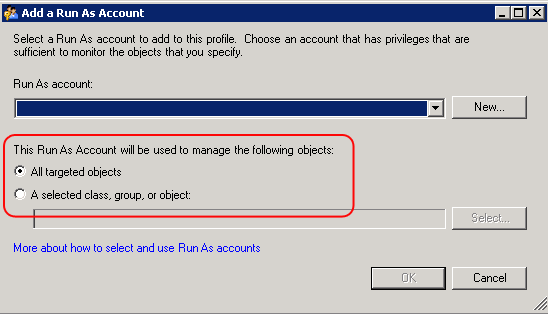 Add a Run As Account
Select a Run As account to add to this profile. Choose an account that has privileges that are
sufficient to monitor the objects that you specify.
Run As account:
New...
This Run As Account will be used to manage the following objects:
All targeted objects
A selected class, group, or object:
Select...
More about how to select and use Run As accounts
OK
Cancel